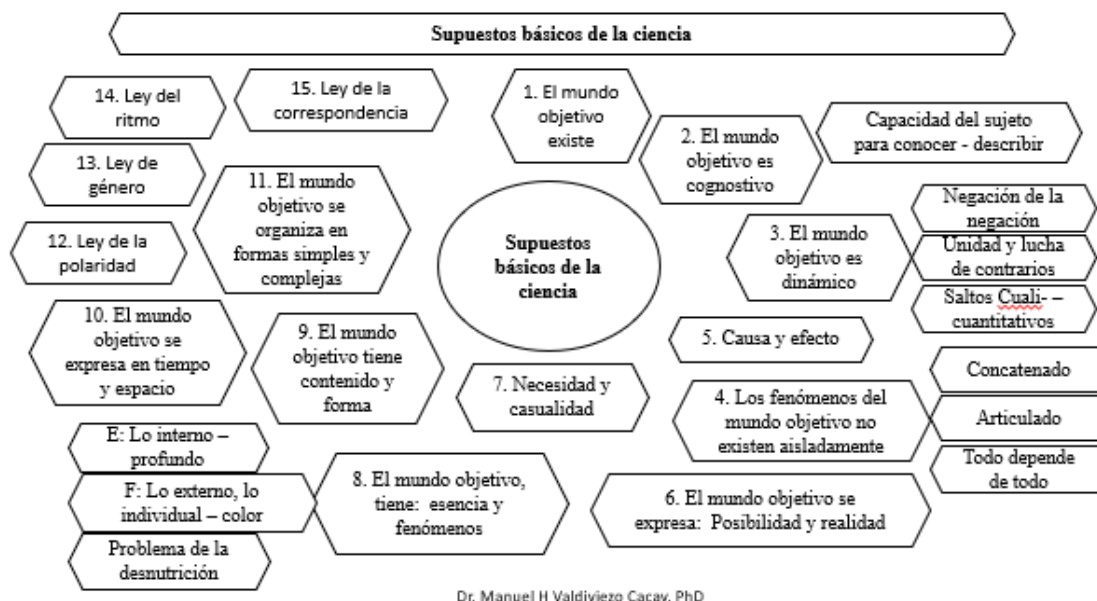 Supuestos básicos de la ciencia
14. Ley del
ritmo
15. Ley de la
correspondencia
1. El mundo
objetivo
existe
2. El mundo
objetivo es
cognostivo
Capacidad del sujeto
para conocer - describir
13. Ley de
género
11. El mundo
objetivo se
organiza en
formas simples y
complejas
Supuestos
básicos de la
ciencia
3. El mundo
objetivo es
dinámico
Negación de la
negación
Unidad y lucha
de contrarios
Saltos Cuali- –
cuantitativos
12. Ley de la
polaridad
10. El mundo
objetivo se
expresa en tiempo
y espacio
9. El mundo
objetivo tiene
contenido y
forma
7. Necesidad y
casualidad
5. Causa y efecto
4. Los fenómenos del
mundo objetivo no
existen aisladamente
Concatenado
Articulado
Todo depende
de todo
E: Lo interno –
profundo
F: Lo externo, lo
individual – color
Problema de la
desnutrición
8. El mundo objetivo,
tiene: esencia y
fenómenos
6. El mundo objetivo se
expresa: Posibilidad y realidad
Dr. Manuel H Valdiviezo Cacay, PhD